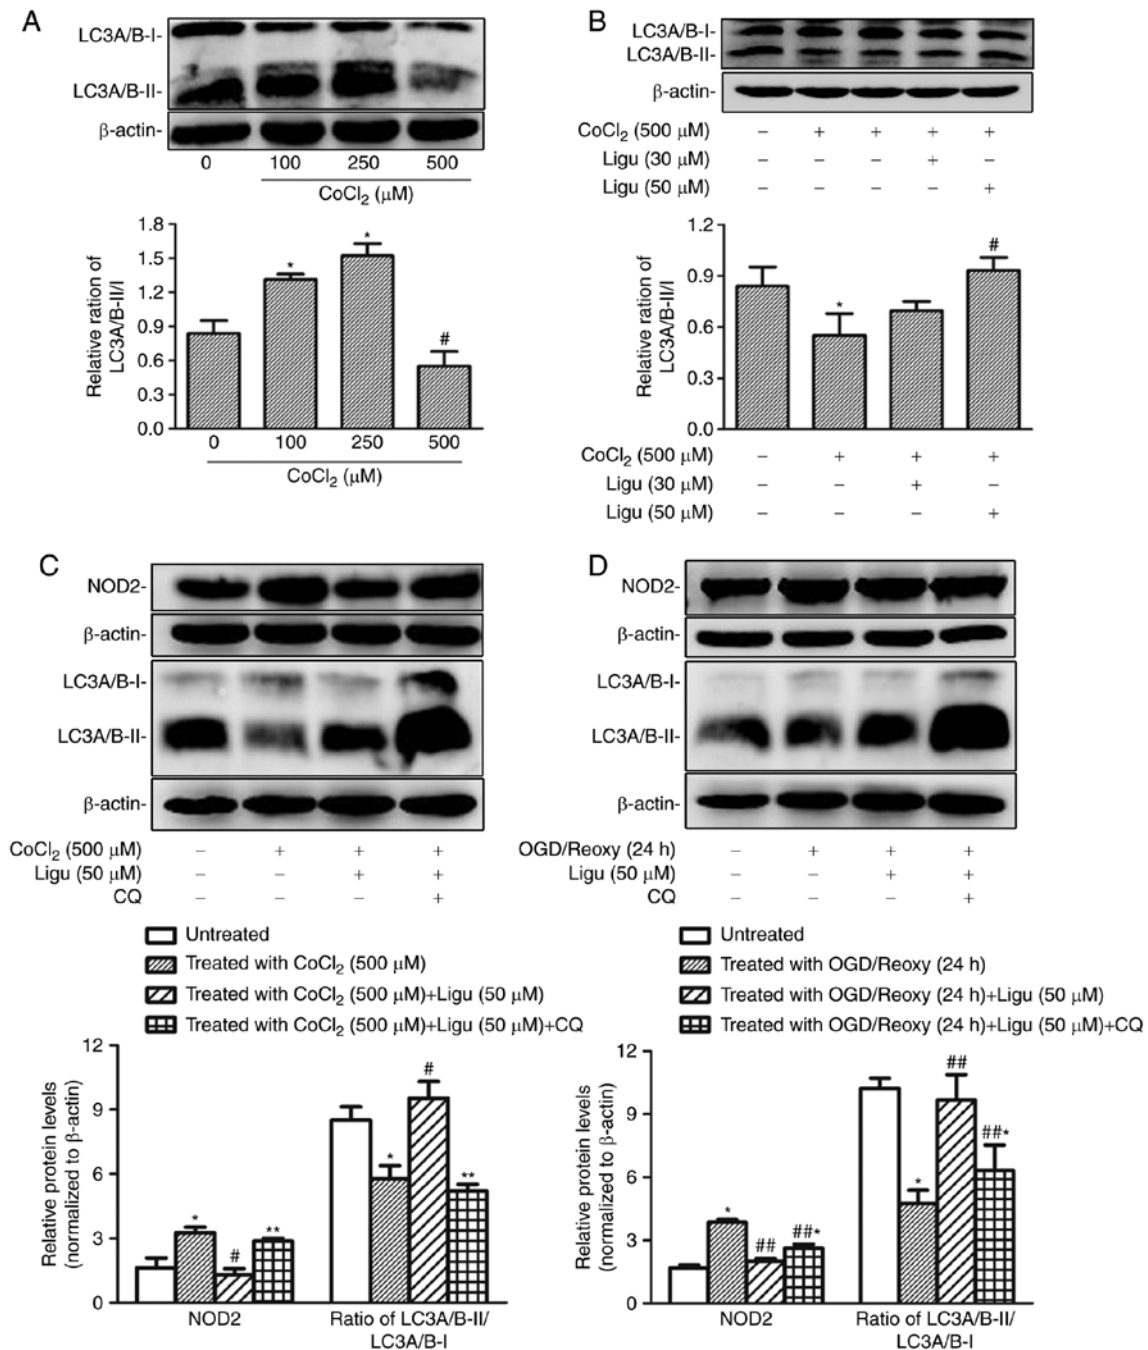 A
LC3A/B-I-
LC3A/B-II-
β-actin-
0 100 250 500
CoCl2 (μM)
Relative ration of
LC3A/B-II/I
1.8
1.5
1.2
0.9
0.6
0.3
0.0
* * #
0 100 250 500
CoCl2 (μM)
B
LC3A/B-I-
LC3A/B-II-
β-actin-
CoCl2 (500 μM) – + + + +
Ligu (30 μM) – – – + –
Ligu (50 μM) – – – – +
Relative ration of
LC3A/B-II/I
1.2
0.9
0.6
0.3
0.0
* #
CoCl2 (500 μM) – + + +
Ligu (30 μM) – – + –
Ligu (50 μM) – – – +
C
NOD2-
β-actin-
LC3A/B-I-
LC3A/B-II-
β-actin-
CoCl2 (500 μM) – + + +
Ligu (50 μM) – – + +
CQ – – – +
Untreated
Treated with CoCl2 (500 μM)
Treated with CoCl2 (500 μM)+Ligu (50 μM)
Treated with CoCl2 (500 μM)+Ligu (50 μM)+CQ
Relative protein levels
(normalized to β-actin)
12
9
6
3
0
* # ** * # **
NOD2 Ratio of LC3A/B-II/
LC3A/B-I
D
NOD2-
β-actin-
LC3A/B-I-
LC3A/B-II-
β-actin-
OGD/Reoxy (24 h) – + + +
Ligu (50 μM) – – + +
CQ – – – +
Untreated
Treated with OGD/Reoxy (24 h)
Treated with OGD/Reoxy (24 h)+Ligu (50 μM)
Treated with OGD/Reoxy (24 h)+Ligu (50 μM)+CQ
Relative protein levels
(normalized to β-actin)
12
9
6
3
0
* ## ##* * ## ##*
NOD2 Ratio of LC3A/B-II/
LC3A/B-I